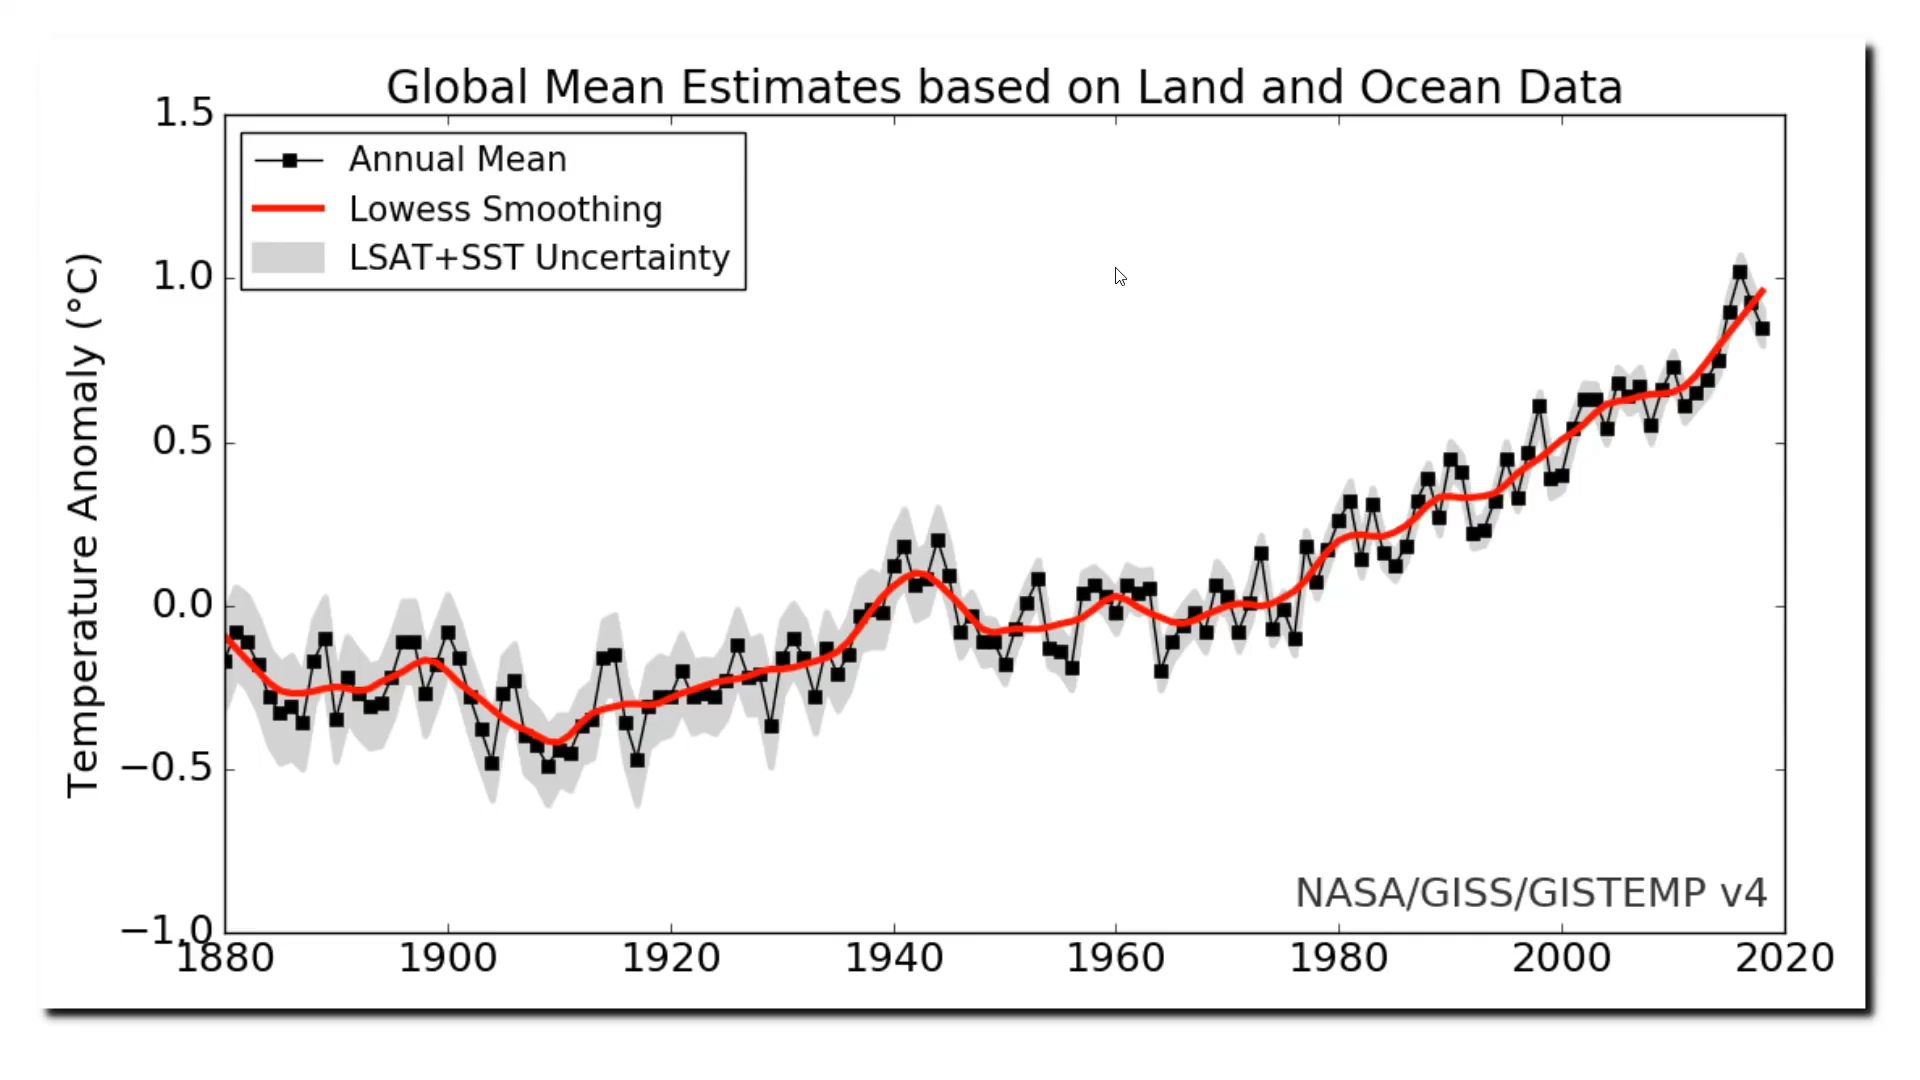 Global Mean Estimates based on Land and Ocean Data
Annual Mean
Lowess Smoothing
LSAT+SST Uncertainty
Temperature Anomaly (°C)
1.5
1.0
0.5
0.0
−0.5
−1.0
NASA/GISS/GISTEMP v4
1880 1900 1920 1940 1960 1980 2000 2020